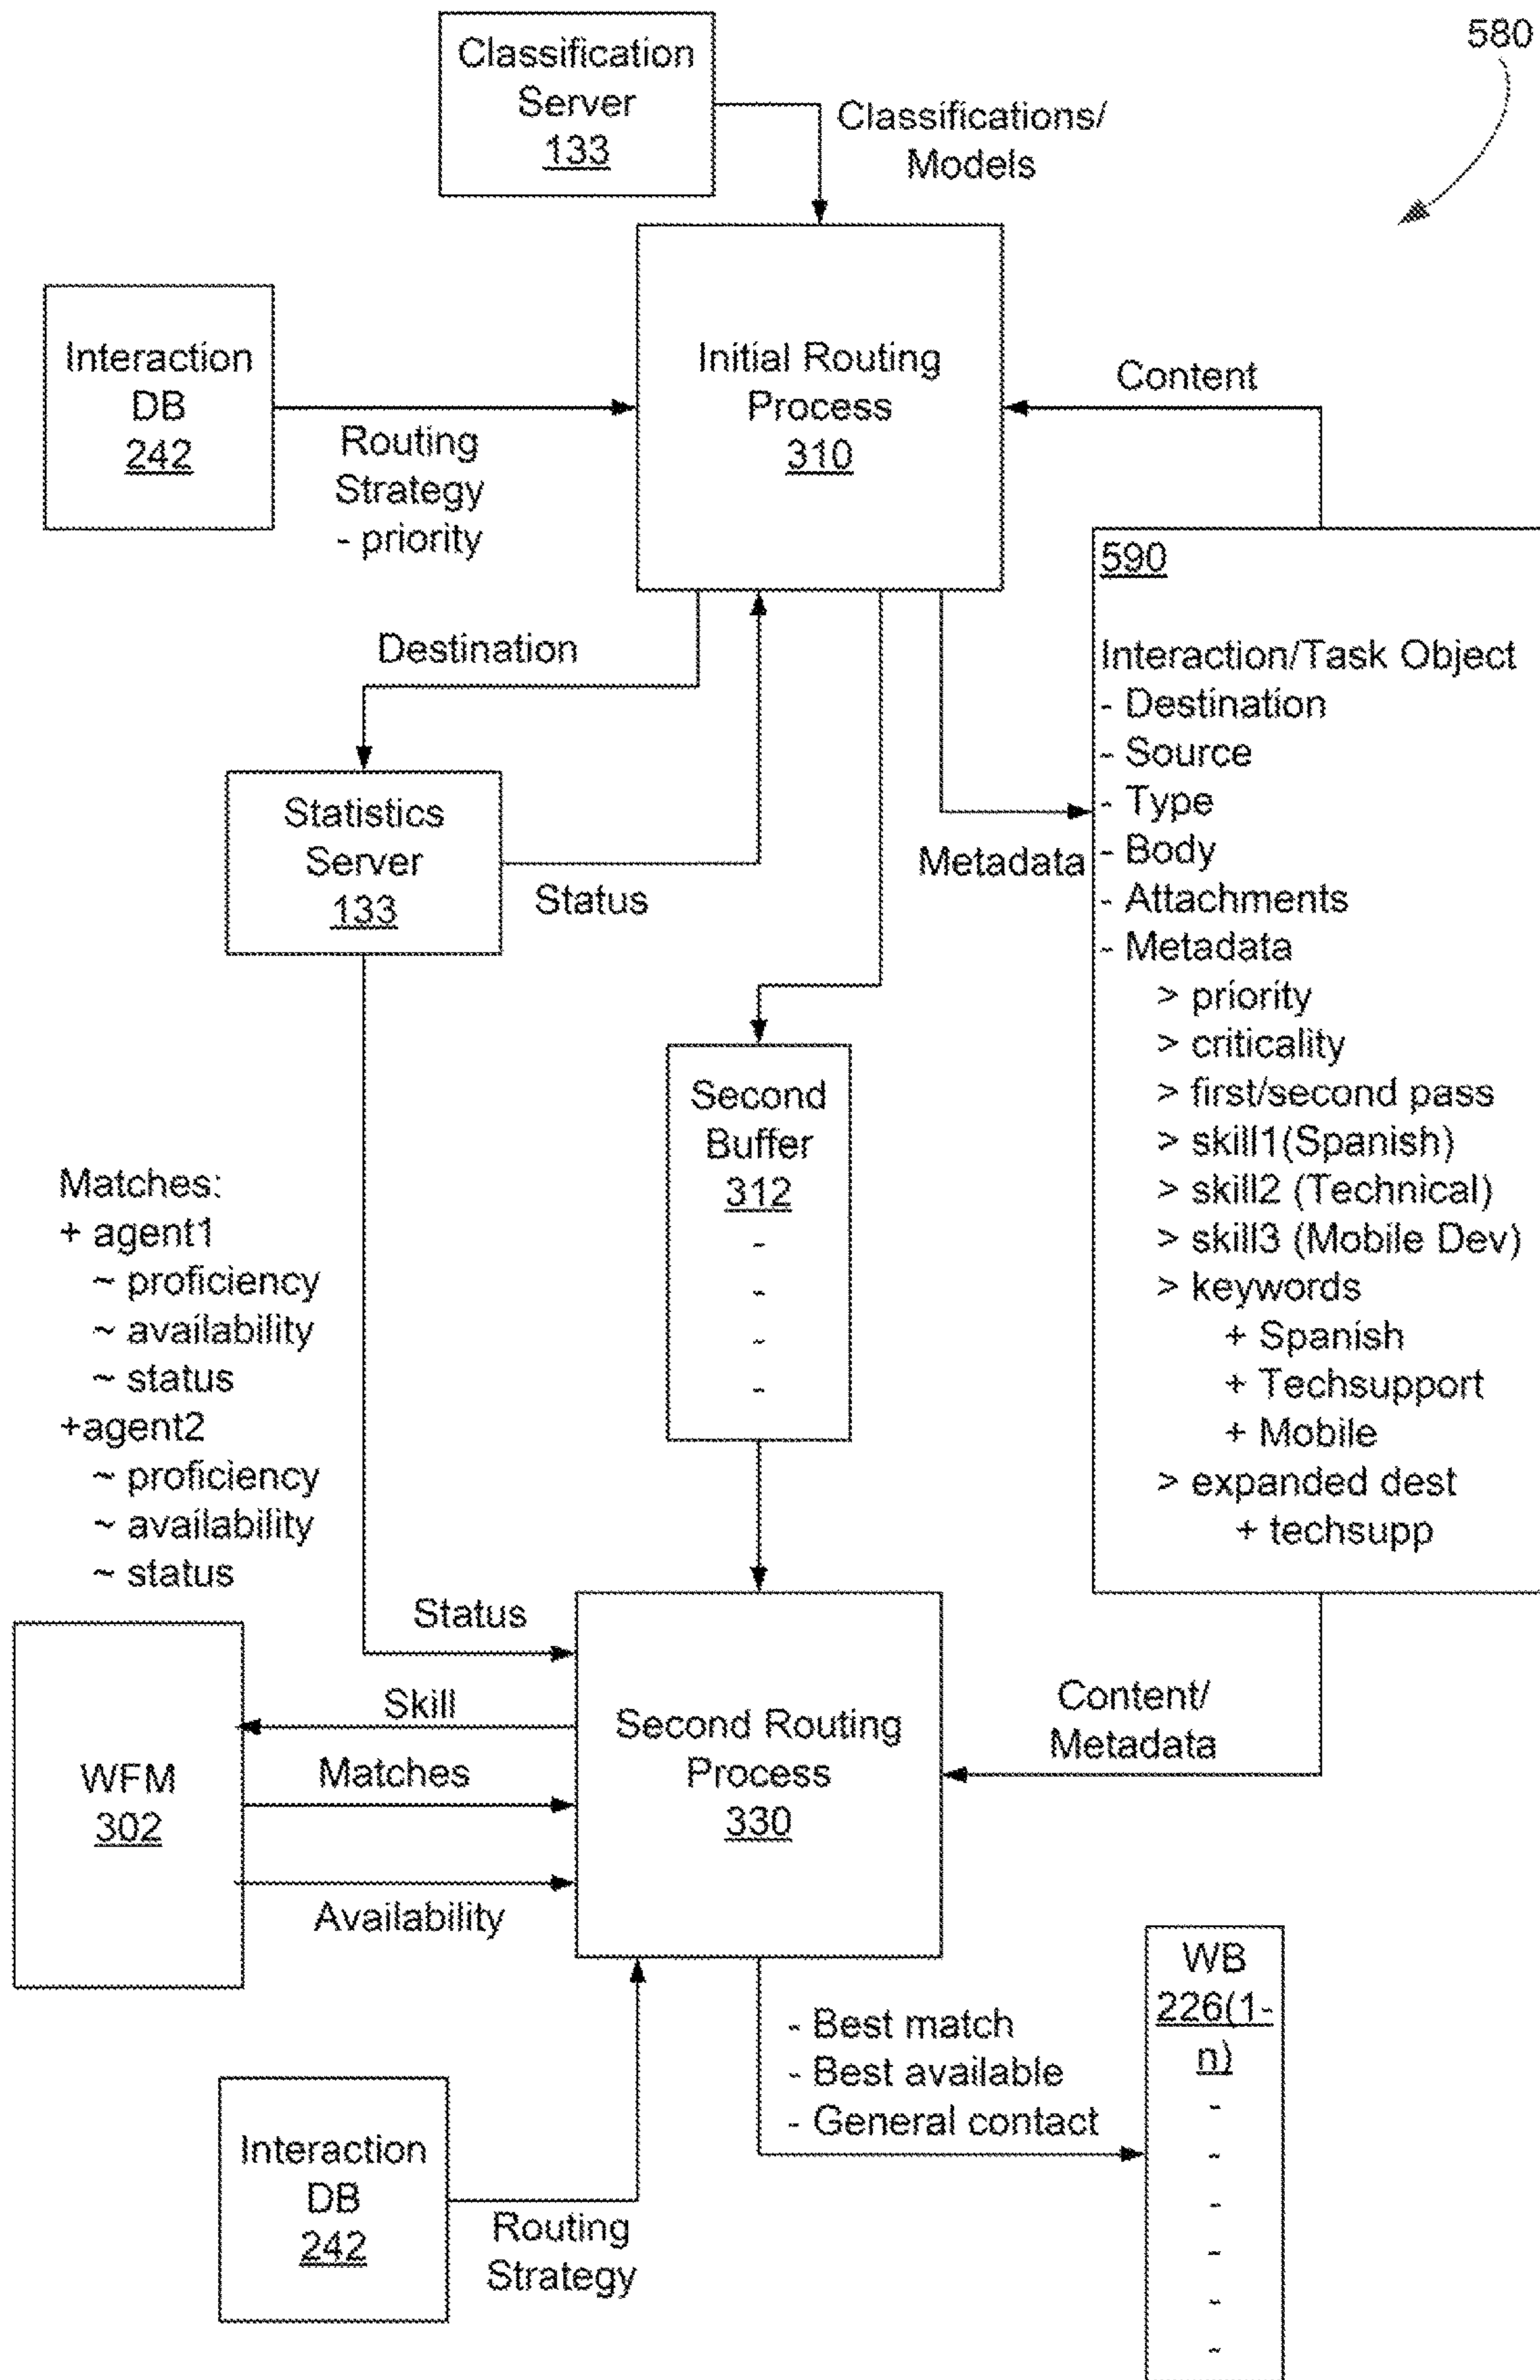 580
Classification
Server
133
Classifications/
Models
Interaction
DB
242
Routing
Strategy
- priority
Initial Routing
Process
310
Content
Destination
Statistics
Server
133
Status
Metadata
590
Interaction/Task Object
- Destination
- Source
- Type
- Body
- Attachments
- Metadata
> priority
> criticality
> first/second pass
> skill1(Spanish)
> skill2 (Technical)
> skill3 (Mobile Dev)
> keywords
+ Spanish
+ Techsupport
+ Mobile
> expanded dest
+ techsupp
Second
Buffer
312
-
-
-
-
Matches:
+ agent1
~ proficiency
~ availability
~ status
+agent2
~ proficiency
~ availability
~ status
Status
Skill
Matches
Availability
WFM
302
Second Routing
Process
330
Content/
Metadata
- Best match
- Best available
- General contact
WB
226(1-
n)
-
-
-
-
-
-
Interaction
DB
242
Routing
Strategy